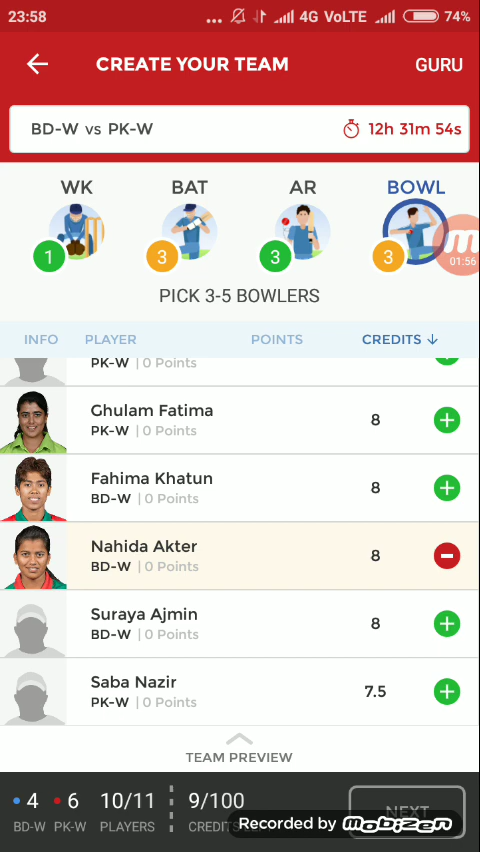 23:58 ... 4G VoLTE 74%
CREATE YOUR TEAM GURU
BD-W vs PK-W 12h 31m 54s
WK BAT AR BOWL
1 3 3 3
01:56
PICK 3-5 BOWLERS
INFO PLAYER POINTS CREDITS ↓
PK-W | 0 Points
Ghulam Fatima
PK-W | 0 Points 8
Fahima Khatun
BD-W | 0 Points 8
Nahida Akter
BD-W | 0 Points 8
Suraya Ajmin
BD-W | 0 Points 8
Saba Nazir
PK-W | 0 Points 7.5
TEAM PREVIEW
4 6 10/11 9/100 NEXT
BD-W PK-W PLAYERS CREDITS
Recorded by Mobizen